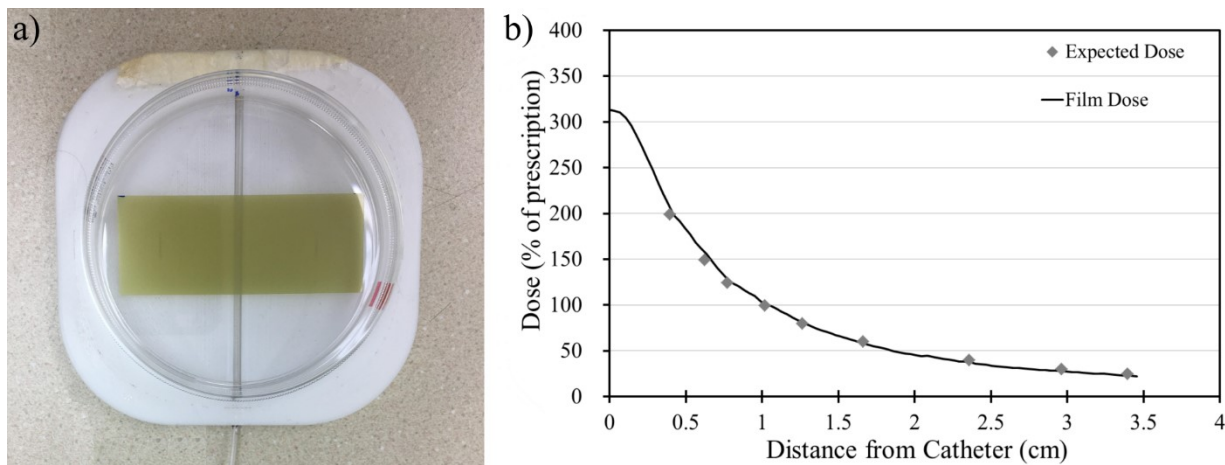 a)
b)
400
350
300
250
200
150
100
50
0
Dose (% of prescription)
Expected Dose
Film Dose
0 0.5 1 1.5 2 2.5 3 3.5 4
Distance from Catheter (cm)